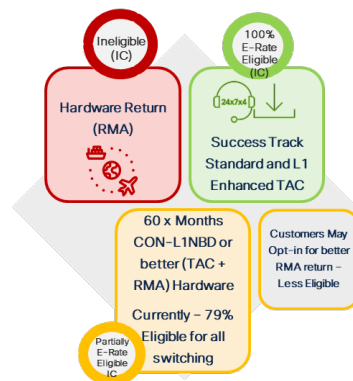 Ineligible
(IC)
100%
E-Rate
Eligible
(IC)
Hardware Return
(RMA)
24x7x4
Success Track
Standard and L1
Enhanced TAC
60 x Months
CON-L1NBD or
better (TAC +
RMA) Hardware
Currently – 79%
Eligible for all
switching
Customers May
Opt-in for better
RMA return –
Less Eligible
Partially
E-Rate
Eligible
IC